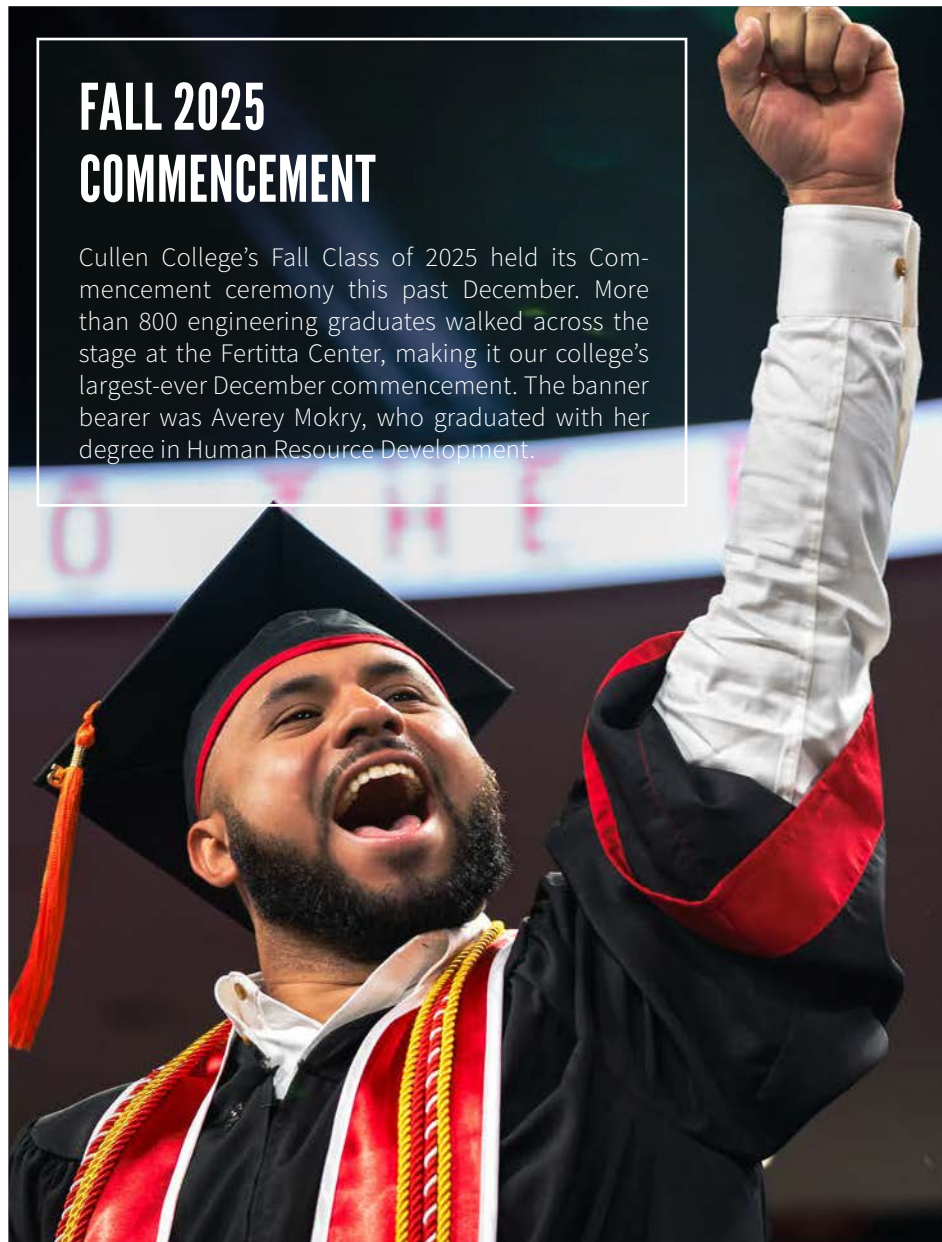 FALL 2025
COMMENCEMENT
Cullen College’s Fall Class of 2025 held its Com-
mencement ceremony this past December. More
than 800 engineering graduates walked across the
stage at the Fertitta Center, making it our college’s
largest-ever December commencement. The banner
bearer was Averey Mokry, who graduated with her
degree in Human Resource Development.
O THE